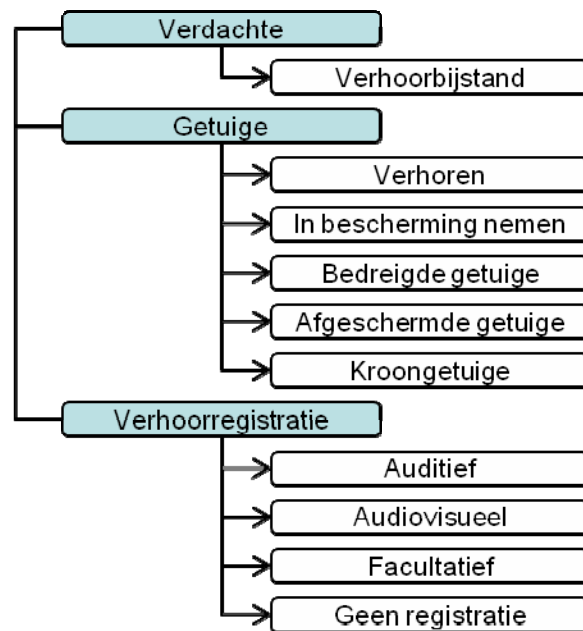 Verdachte
Verhoorbijstand
Getuige
Verhoren
In bescherming nemen
Bedreigde getuige
Afgeschermde getuige
Kroongetuige
Verhoorregistratie
Auditief
Audiovisueel
Facultatief
Geen registratie